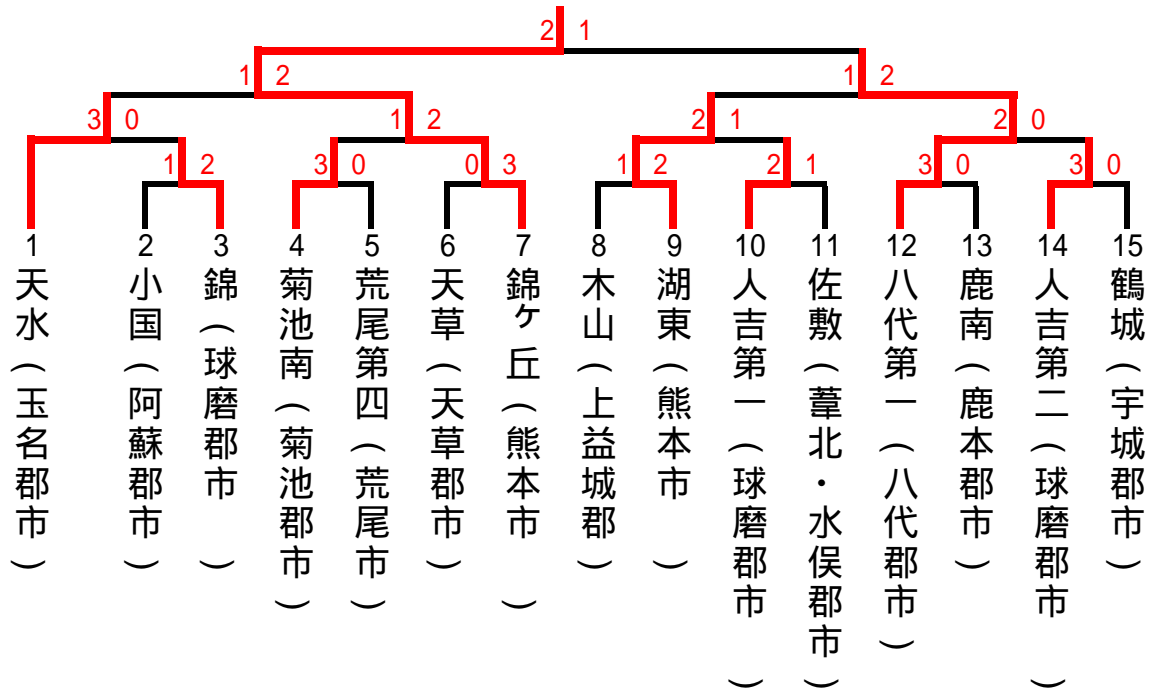 2 1
1 2 1 2
3 0 1 2 2 1 2 0
1 2 3 0 0 3 1 2 2 1 3 0 3 0
1 2 3 4 5 6 7 8 9 10 11 12 13 14 15
天水（玉名郡市）
小国（阿蘇郡市）
錦（球磨郡市）
菊池南（菊池郡市）
荒尾第四（荒尾市）
天草（天草郡市）
錦ケ丘（熊本市）
木山（上益城郡）
湖東（熊本市）
人吉第一（球磨郡市）
佐敷（葦北・水俣郡市）
八代第一（八代郡市）
鹿南（鹿本郡市）
人吉第二（球磨郡市）
鶴城（宇城郡市）